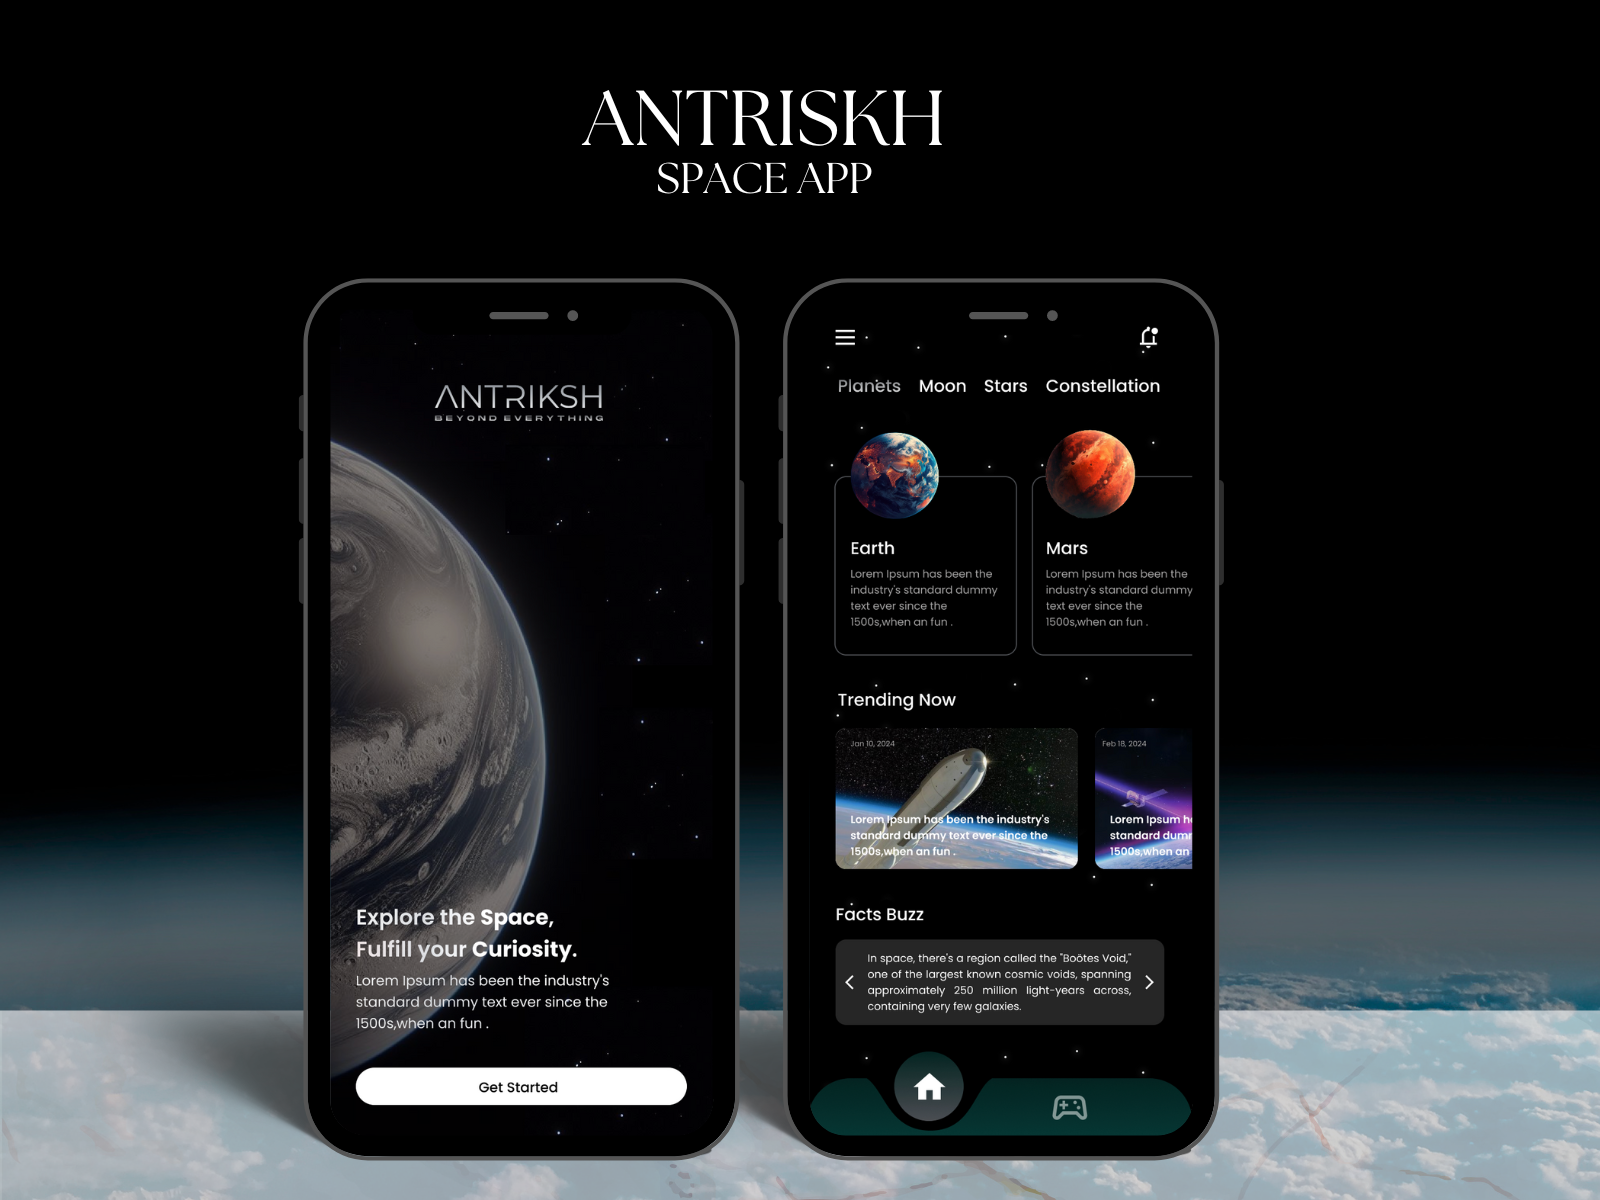 ANTRISKH
SPACE APP
ANTRIKSH
BEYOND EVERYTHING
Explore the Space,
Fulfill your Curiosity.
Lorem Ipsum has been the industry's
standard dummy text ever since the
1500s,when an fun .
Get Started
Planets Moon Stars Constellation
Earth
Lorem Ipsum has been the
industry's standard dummy
text ever since the
1500s,when an fun .
Mars
Lorem Ipsum has been the
industry's standard dummy
text ever since the
1500s,when an fun .
Trending Now
Jan 10, 2024
Lorem Ipsum has been the industry's
standard dummy text ever since the
1500s,when an fun .
Feb 18, 2024
Lorem Ipsum
standard
1500s,when an
Facts Buzz
In space, there's a region called the "Boötes Void,"
one of the largest known cosmic voids, spanning
approximately 250 million light-years across,
containing very few galaxies.